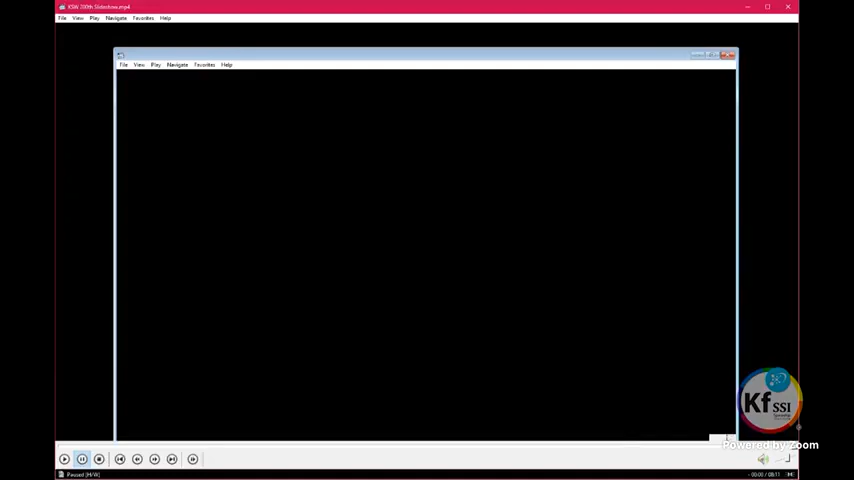 KSW 200th Slideshow.mp4
File View Play Navigate Favorites Help
File View Play Navigate Favorites Help
Kf SSI
Powered by Zoom
Paused [H/W]
- 00:00 / 08:11